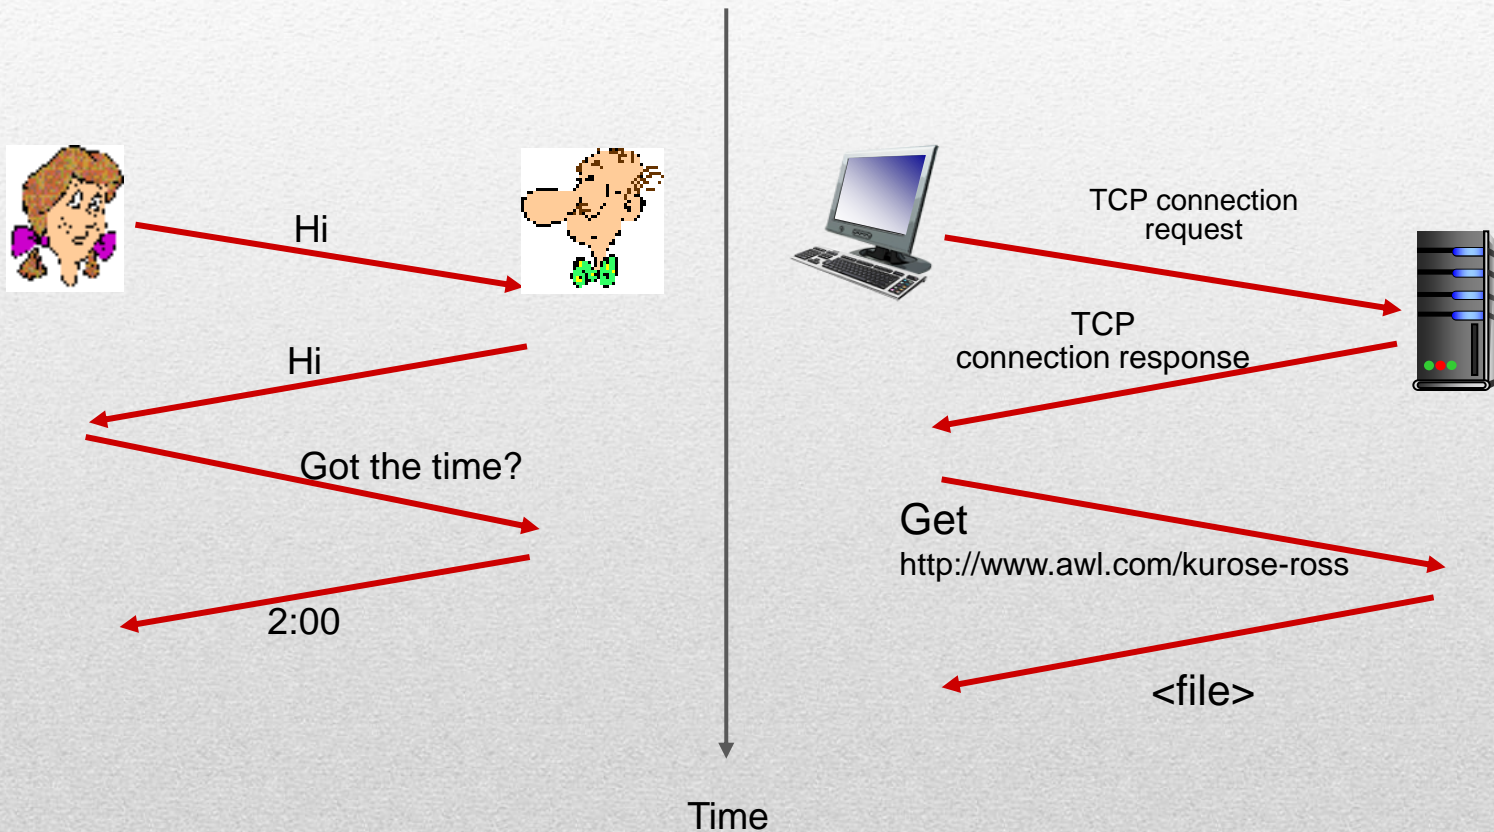 Hi
Hi
Got the time?
2:00
TCP connection
request
TCP
connection response
Get
http://www.awl.com/kurose-ross
<file>
Time